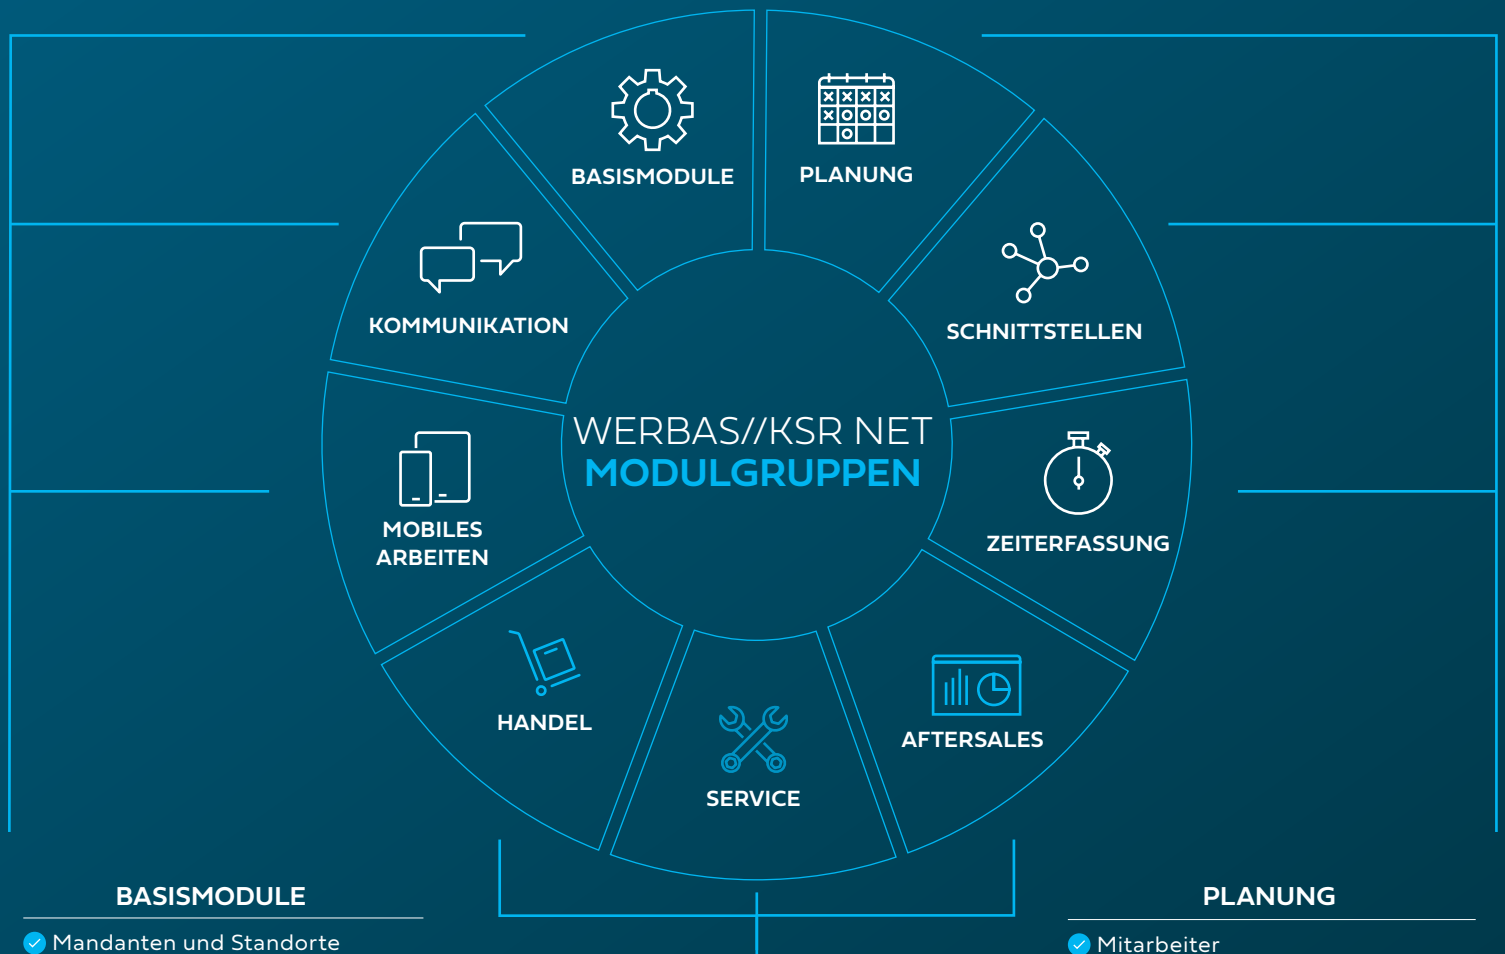 BASISMODULE
PLANUNG
KOMMUNIKATION
SCHNITTSTELLEN
WERBAS//KSR NET
MODULGRUPPEN
MOBILES
ARBEITEN
ZEITERFASSUNG
HANDEL
AFTERSALES
SERVICE
BASISMODULE
Mandanten und Standorte
PLANUNG
Mitarbeiter